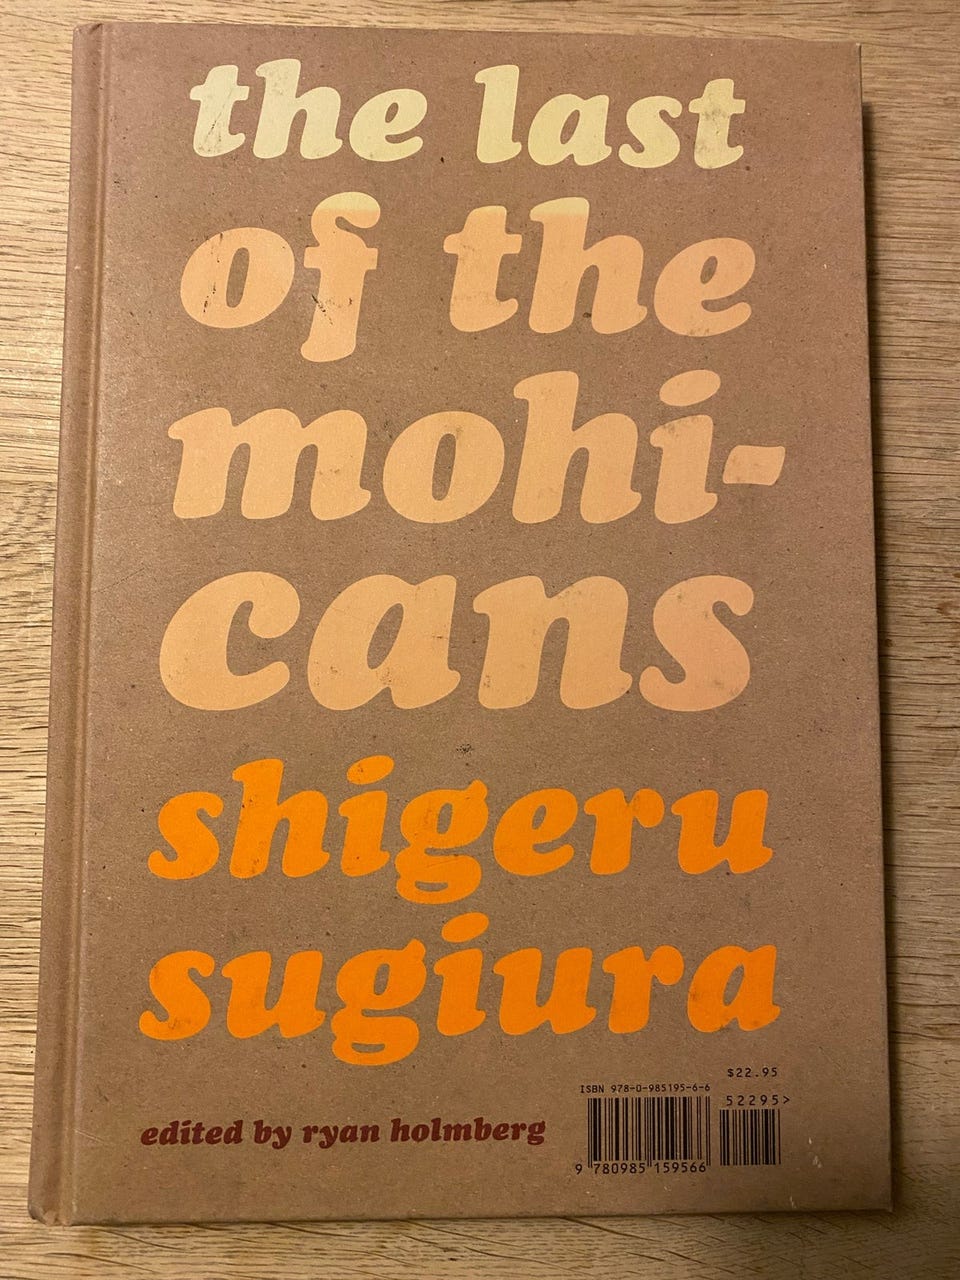 the last
of the
mohi-
cans
shigeru
sugiura
edited by ryan holmberg
$22.95
ISBN 978-0-985195-6-6
52295>
9 780985 159566